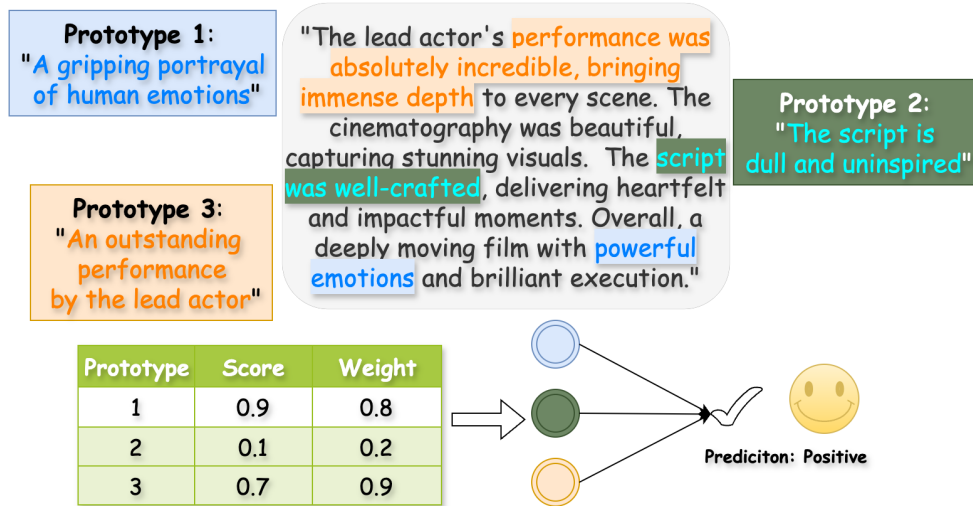 Prototype 1:
"A gripping portrayal
of human emotions"
"The lead actor's performance was
absolutely incredible, bringing
immense depth to every scene. The
cinematography was beautiful,
capturing stunning visuals. The script
was well-crafted, delivering heartfelt
and impactful moments. Overall, a
deeply moving film with powerful
emotions and brilliant execution."
Prototype 2:
"The script is
dull and uninspired"
Prototype 3:
"An outstanding
performance
by the lead actor"
Prototype Score Weight
1 0.9 0.8
2 0.1 0.2
3 0.7 0.9
Prediciton: Positive